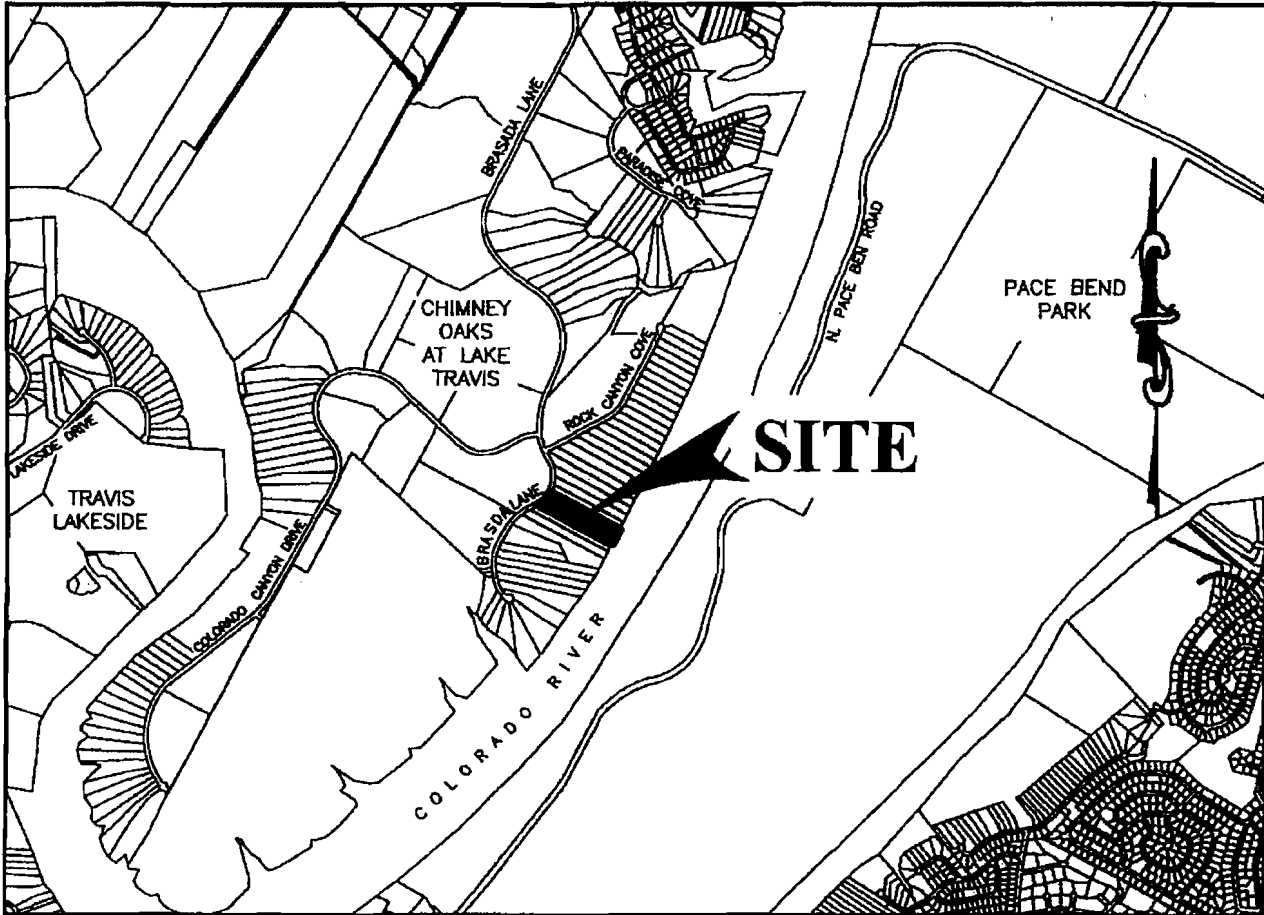 BRASADA LANE
PARADISE COVE
N. PACE BEN ROAD
PACE BEND
PARK
CHIMNEY
OAKS
AT LAKE
TRAVIS
ROCK CANYON COVE
SITE
LAKESIDE DRIVE
TRAVIS
LAKESIDE
BRASDA LANE
COLORADO CANYON DRIVE
COLORADO RIVER